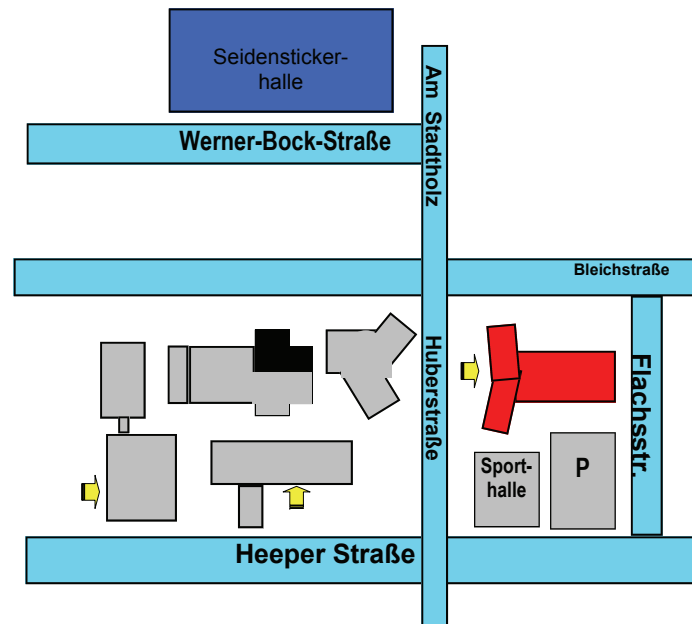 Seidensticker-
halle
Werner-Bock-Straße
Am Stadtholz
Bleichstraße
Huberstraße
Flachsstr.
Sport-
halle
P
Heeper Straße